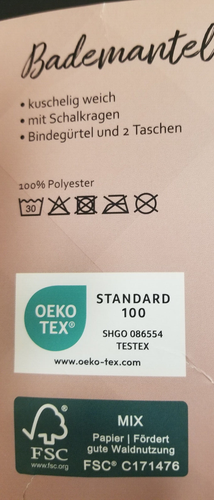 Bademantel
• kuschelig weich
• mit Schalkragen
• Bindegürtel und 2 Taschen
100% Polyester
30
OEKO
TEX®
STANDARD
100
SHGO 086554
TESTEX
www.oeko-tex.com
FSC
www.fsc.org
MIX
Papier | Fördert
gute Waldnutzung
FSC® C171476